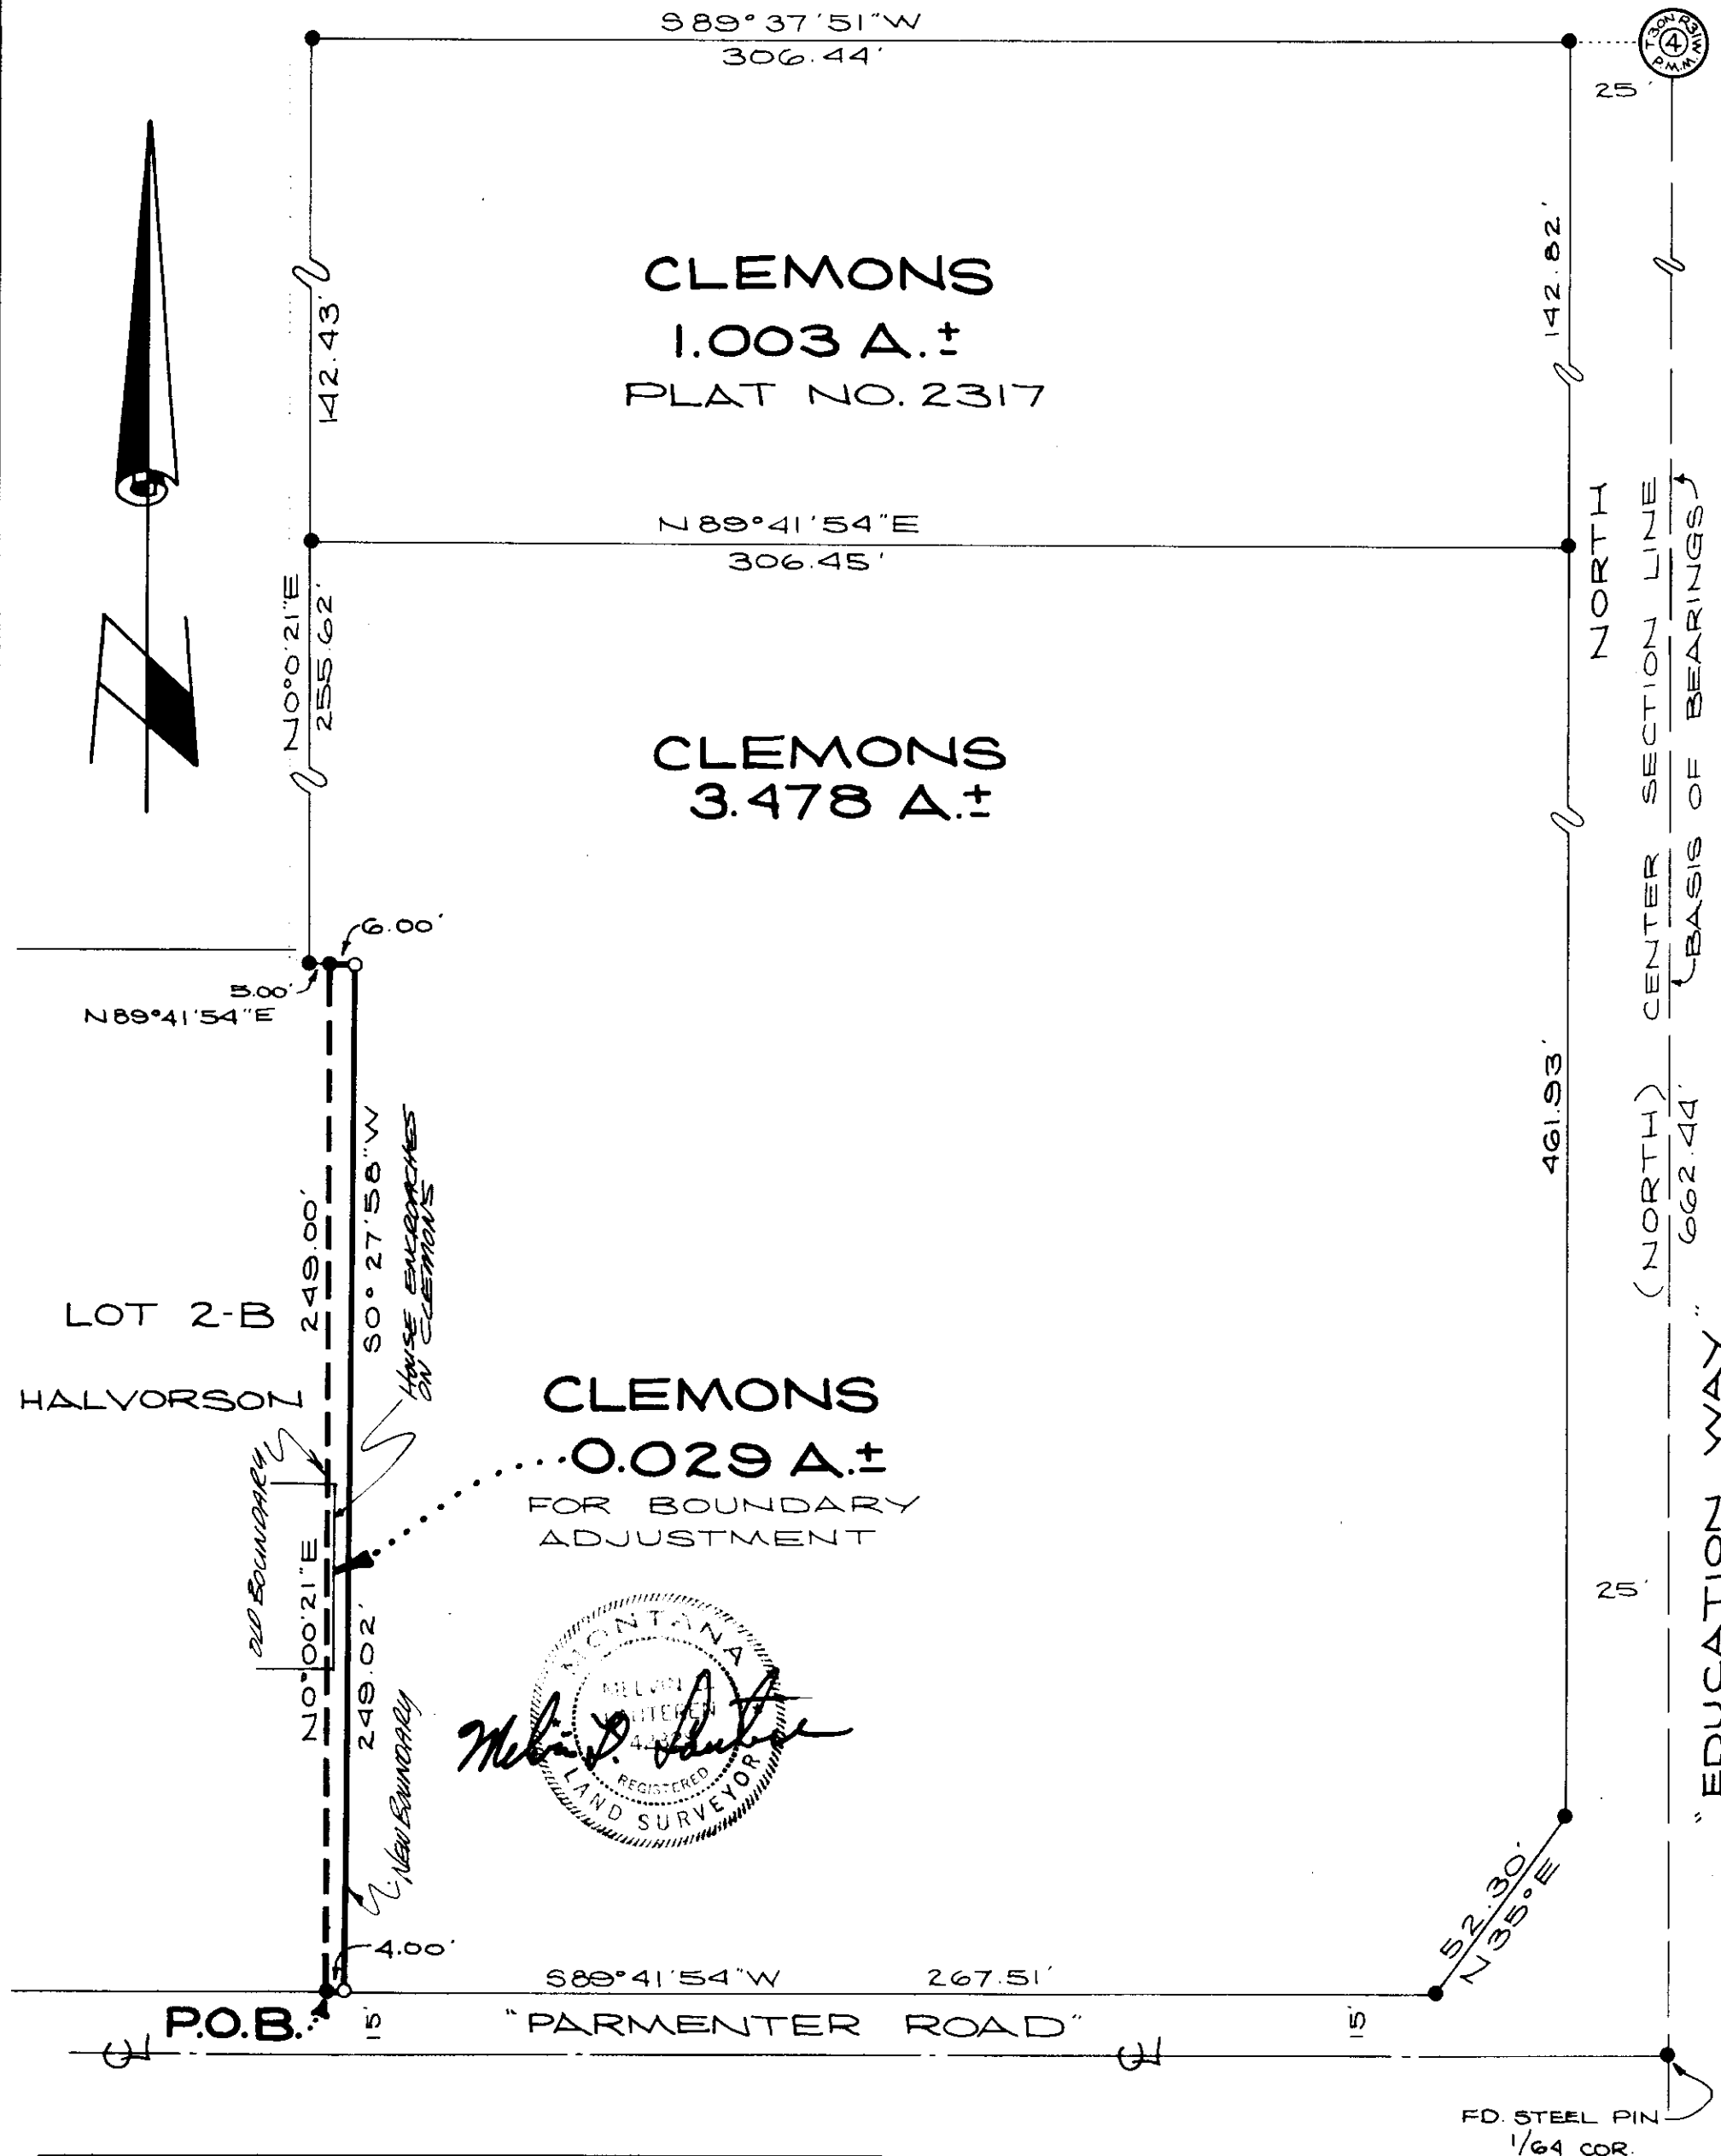 S 89° 37' 51" W
306.44'
T30N R31W
4
P.M.M.
25'
142.43'
142.82'
CLEMONS
1.003 A.±
PLAT NO. 2317
N 89° 41' 54" E
306.45'
NORTH
CENTER SECTION LINE
BASIS OF BEARINGS
N0°0'21"E
255.62'
CLEMONS
3.478 A.±
6.00'
5.00'
N 89° 41' 54" E
461.93'
(NORTH)
662.44'
249.00'
S0° 27' 58" W
HOUSE ENCROACHES
ON CLEMONS
LOT 2-B
HALVORSON
CLEMONS
0.029 A.±
FOR BOUNDARY
ADJUSTMENT
OLD BOUNDARY
N0°00'21"E
249.02'
NEW BOUNDARY
25'
"EDUCATION WAY"
MONTANA
MELVIN
REGISTERED
LAND SURVEYOR
52.30'
N 35° E
4.00'
S89° 41' 54" W 267.51'
P.O.B.
15'
"PARMENTER ROAD"
15'
FD. STEEL PIN
1/64 COR.